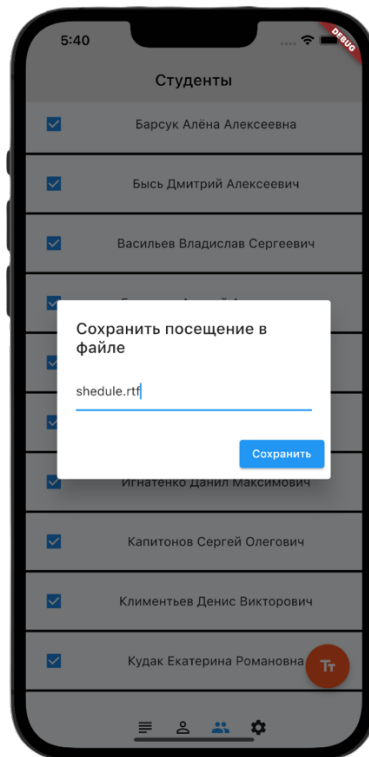 5:40
DEBUG
Студенты
Барсук Алёна Алексеевна
Бысь Дмитрий Алексеевич
Васильев Владислав Сергеевич
Сохранить посещение в
файле
shedule.rtf
Сохранить
Игнатенко Данил Максимович
Капитонов Сергей Олегович
Климентьев Денис Викторович
Кудак Екатерина Романовна
Тт